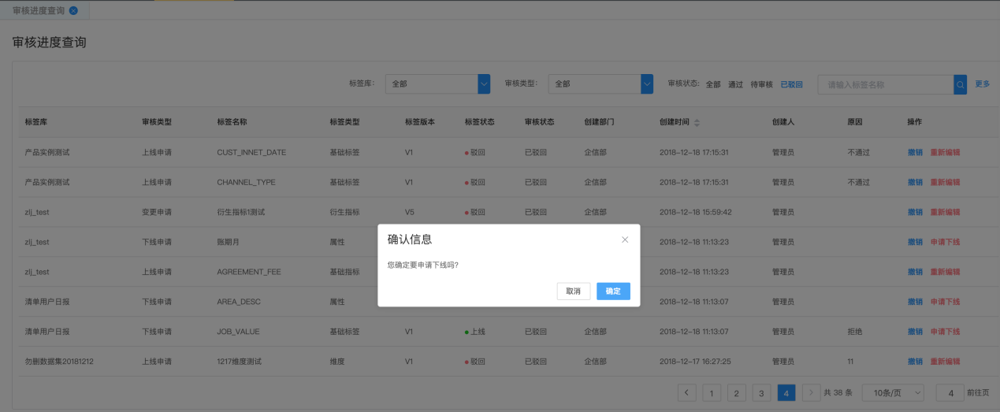 审核进度查询
审核进度查询
标签库: 全部 审核类型: 全部 审核状态: 全部 通过 待审核 已驳回 请输入标签名称 更多
标签库 审核类型 标签名称 标签类型 标签版本 标签状态 审核状态 创建部门 创建时间 创建人 原因 操作
产品实例测试 上线申请 CUST_INNET_DATE 基础标签 V1 驳回 已驳回 企信部 2018-12-18 17:15:31 管理员 不通过 撤销 重新编辑
产品实例测试 上线申请 CHANNEL_TYPE 基础标签 V1 驳回 已驳回 企信部 2018-12-18 17:15:31 管理员 不通过 撤销 重新编辑
zlj_test 变更申请 衍生指标1测试 衍生指标 V5 驳回 已驳回 企信部 2018-12-18 15:59:42 管理员 撤销 重新编辑
zlj_test 下线申请 账期月 属性 2018-12-18 11:13:23 管理员 撤销 申请下线
zlj_test 上线申请 AGREEMENT_FEE 基础指标 2018-12-18 11:13:23 管理员 撤销 重新编辑
清单用户日报 下线申请 AREA_DESC 属性 2018-12-18 11:13:07 管理员 撤销 申请下线
清单用户日报 下线申请 JOB_VALUE 基础标签 V1 上线 已驳回 企信部 2018-12-18 11:13:07 管理员 拒绝 撤销 申请下线
勿删数据集20181212 上线申请 1217维度测试 维度 V1 驳回 已驳回 企信部 2018-12-17 16:27:25 管理员 11 撤销 重新编辑
确认信息
您确定要申请下线吗?
取消 确定
1 2 3 4 共 38 条 10条/页 4 前往页